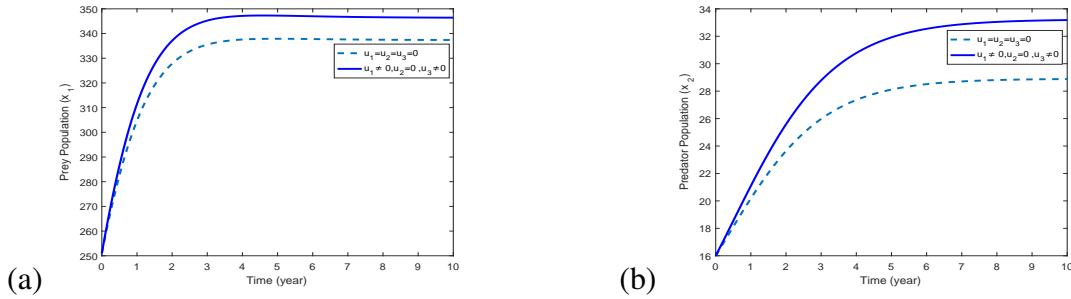 350
340
330
320
310
300
290
280
270
260
250
Prey Population (x 1)
u1=u2=u3=0
u1 ≠ 0,u2=0 ,u3≠0
0 1 2 3 4 5 6 7 8 9 10
Time (year)
(a)
34
32
30
28
26
24
22
20
18
16
Predator Population (x 2)
u1=u2=u3=0
u1 ≠ 0,u2=0 ,u3≠0
0 1 2 3 4 5 6 7 8 9 10
Time (year)
(b)